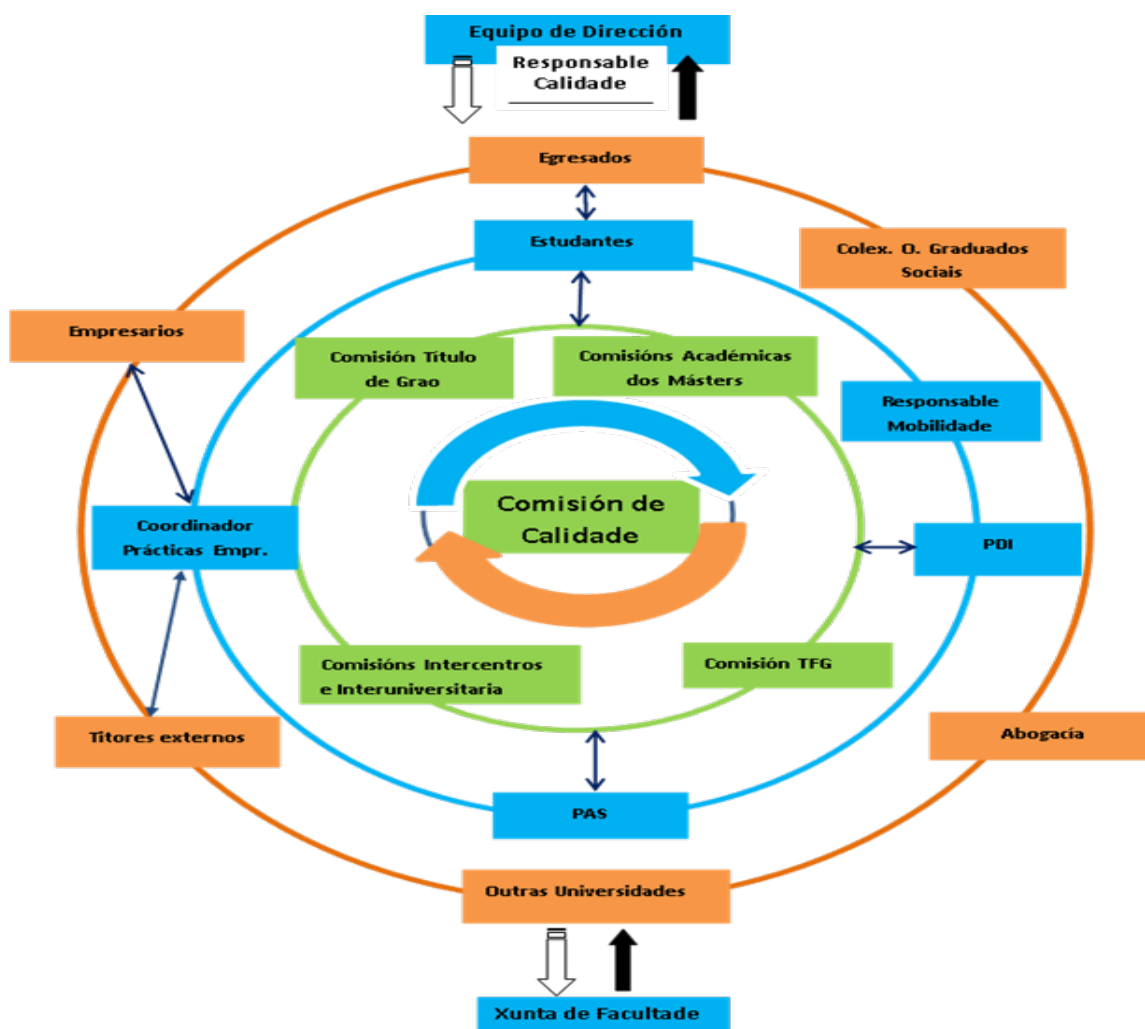 Equipo de Dirección
Responsable
Calidade
Egresados
Estudantes
Colex. O. Graduados
Sociais
Empresarios
Comisión Título
de Grao
Comisións Académicas
dos Másters
Responsable
Mobilidade
Comisión de
Calidade
Coordinador
Prácticas Empr.
PDI
Comisións Intercentros
e Interuniversitaria
Comisión TFG
Titores externos
Abogacía
PAS
Outras Universidades
Xunta de Facultade